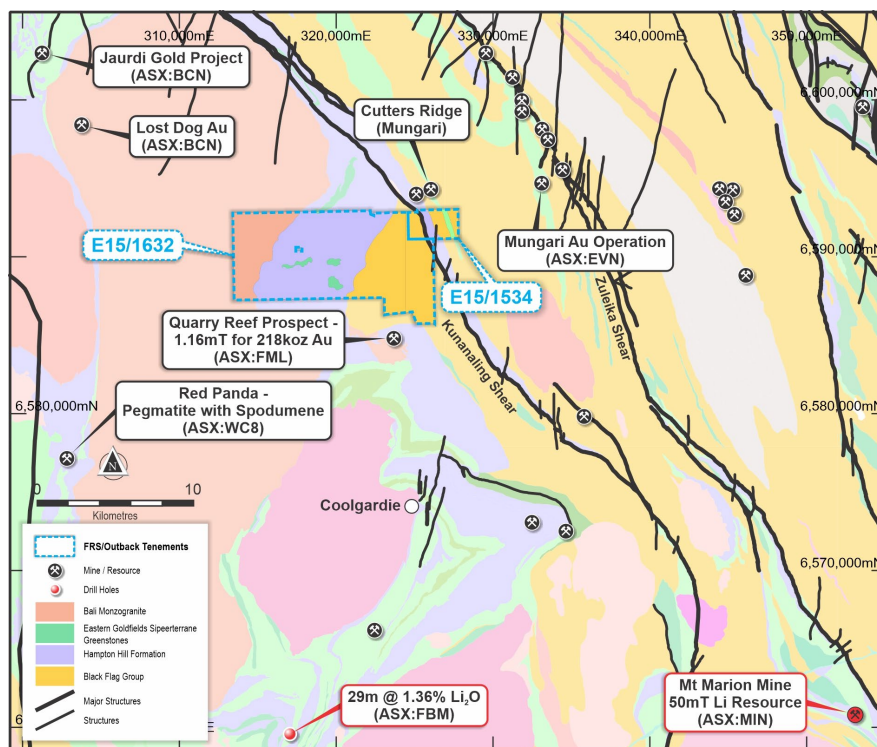 310,000mE
320,000mE
330,000mE
340,000mE
350,000mE
Jaurdi Gold Project
(ASX:BCN)
6,600,000mN
Cutters Ridge
(Mungari)
Lost Dog Au
(ASX:BCN)
E15/1632
Mungari Au Operation
(ASX:EVN)
6,590,000mN
E15/1534
Zuleika Shear
Quarry Reef Prospect -
1.16mT for 218koz Au
(ASX:FML)
Kunanaling Shear
Red Panda -
Pegmatite with Spodumene
(ASX:WC8)
6,580,000mN
6,580,000mN
N
0
10
Kilometres
Coolgardie
6,570,000mN
FRS/Outback Tenements
Mine / Resource
Drill Holes
Bali Monzogranite
Eastern Goldfields Sipeerterrane
Greenstones
Hampton Hill Formation
Black Flag Group
Major Structures
Structures
29m @ 1.36% Li₂O
(ASX:FBM)
Mt Marion Mine
50mT Li Resource
(ASX:MIN)